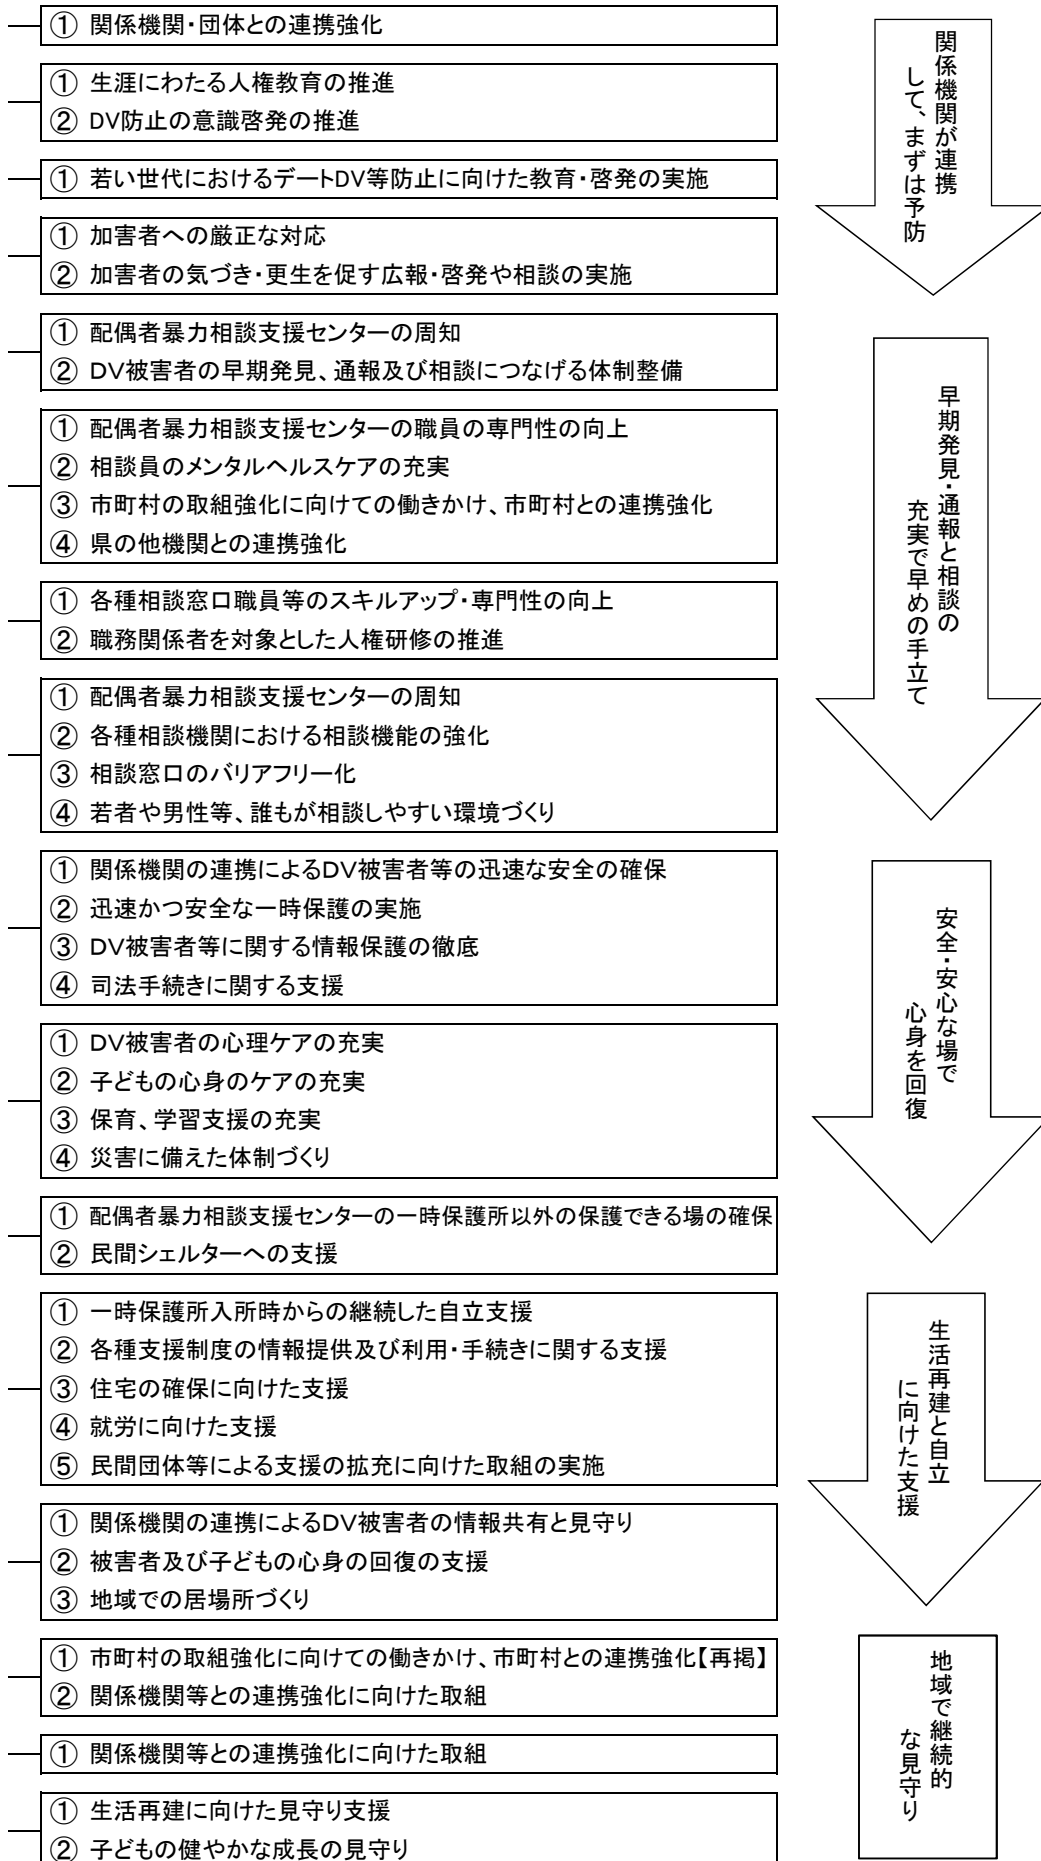 ① 関係機関・団体との連携強化
① 生涯にわたる人権教育の推進
② DV防止の意識啓発の推進
① 若い世代におけるデートDV等防止に向けた教育・啓発の実施
① 加害者への厳正な対応
② 加害者の気づき・更生を促す広報・啓発や相談の実施
関係機関が連携
して、まずは予防
① 配偶者暴力相談支援センターの周知
② DV被害者の早期発見、通報及び相談につなげる体制整備
① 配偶者暴力相談支援センターの職員の専門性の向上
② 相談員のメンタルヘルスケアの充実
③ 市町村の取組強化に向けての働きかけ、市町村との連携強化
④ 県の他機関との連携強化
① 各種相談窓口職員等のスキルアップ・専門性の向上
② 職務関係者を対象とした人権研修の推進
① 配偶者暴力相談支援センターの周知
② 各種相談機関における相談機能の強化
③ 相談窓口のバリアフリー化
④ 若者や男性等、誰もが相談しやすい環境づくり
早期発見・通報と相談の
充実で早めの手立て
① 関係機関の連携によるDV被害者等の迅速な安全の確保
② 迅速かつ安全な一時保護の実施
③ DV被害者等に関する情報保護の徹底
④ 司法手続きに関する支援
① DV被害者の心理ケアの充実
② 子どもの心身のケアの充実
③ 保育、学習支援の充実
④ 災害に備えた体制づくり
① 配偶者暴力相談支援センターの一時保護所以外の保護できる場の確保
② 民間シェルターへの支援
安全・安心な場で
心身を回復
① 一時保護所入所時からの継続した自立支援
② 各種支援制度の情報提供及び利用・手続きに関する支援
③ 住宅の確保に向けた支援
④ 就労に向けた支援
⑤ 民間団体等による支援の拡充に向けた取組の実施
① 関係機関の連携によるDV被害者の情報共有と見守り
② 被害者及び子どもの心身の回復の支援
③ 地域での居場所づくり
生活再建と自立
に向けた支援
① 市町村の取組強化に向けての働きかけ、市町村との連携強化【再掲】
② 関係機関等との連携強化に向けた取組
① 関係機関等との連携強化に向けた取組
① 生活再建に向けた見守り支援
② 子どもの健やかな成長の見守り
地域で継続的
な見守り